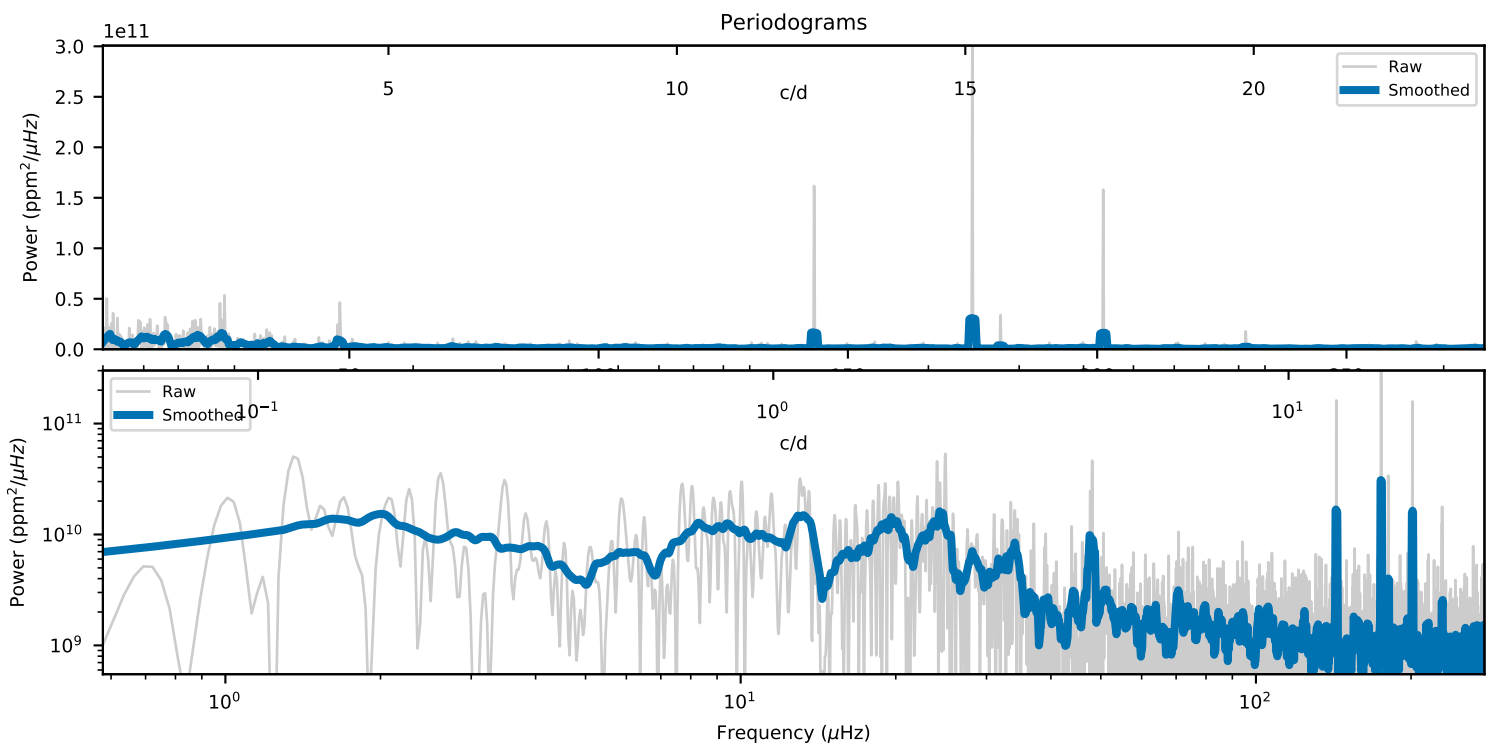 Periodograms
1e11
3.0
2.5
2.0
1.5
1.0
0.5
0.0
Power (ppm²/μHz)
5
10
15
20
c/d
Raw
Smoothed
10¹¹
10¹⁰
10⁹
Power (ppm²/μHz)
Raw
Smoothed
10⁻¹
10⁰
10¹
c/d
10⁰
10¹
10²
Frequency (μHz)